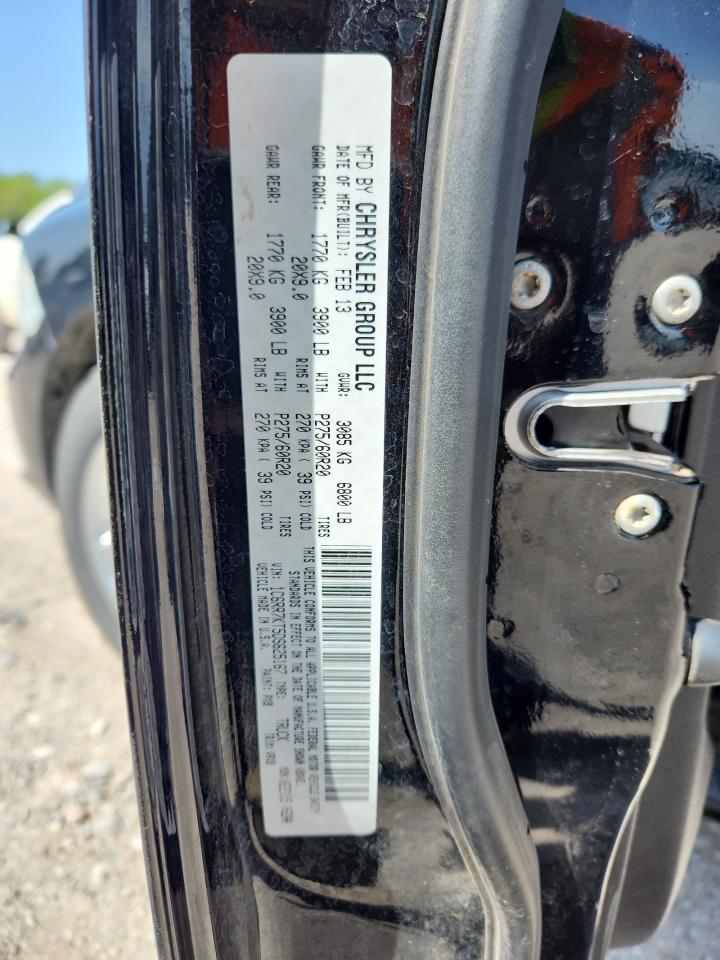 MFD BY CHRYSLER GROUP LLC
DATE OF MFR(BUILT): FEB 13 GVWR: 3085 KG 6800 LB
GAWR FRONT: 1770 KG 3900 LB WITH P275/60R20 TIRES
20X9.0 RIMS AT 270 KPA( 39 PSI) COLD
GAWR REAR: 1770 KG 3900 LB WITH P275/60R20 TIRES
20X9.0 RIMS AT 270 KPA( 39 PSI) COLD
THIS VEHICLE CONFORMS TO ALL APPLICABLE U.S.A. FEDERAL MOTOR VEHICLE SAFETY
STANDARDS IN EFFECT ON THE DATE OF MANUFACTURE SHOWN ABOVE.
VIN: 1C6RR7XT5DS625167 TYPE: TRUCK
VEHICLE MADE IN U.S.A. PAINT: TRIM: